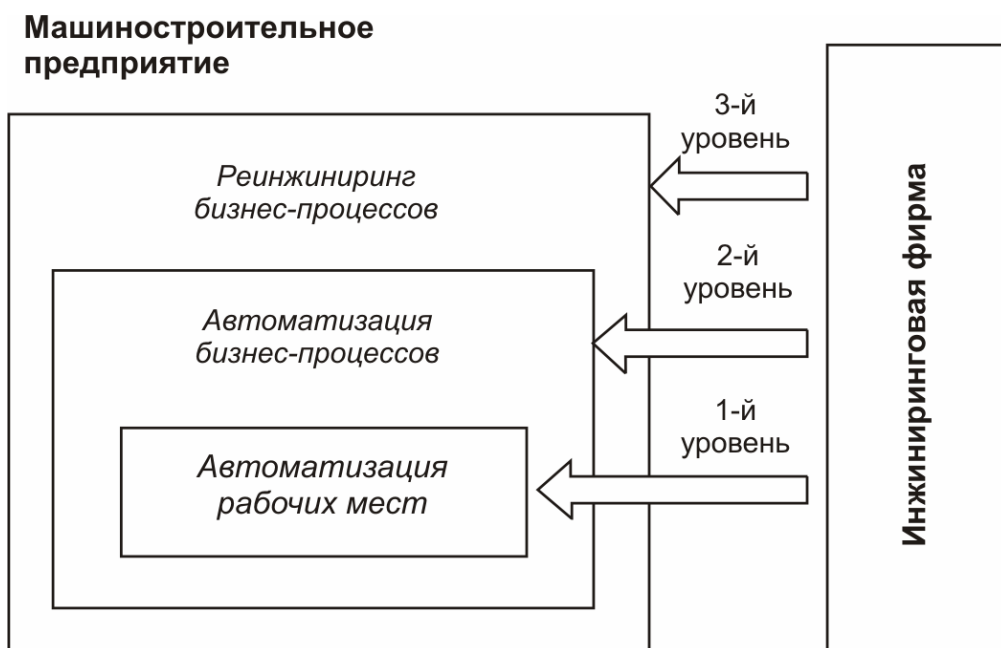 Машиностроительное
предприятие
3-й
уровень
Реинжиниринг
бизнес-процессов
2-й
уровень
Автоматизация
бизнес-процессов
1-й
уровень
Автоматизация
рабочих мест
Инжиниринговая фирма